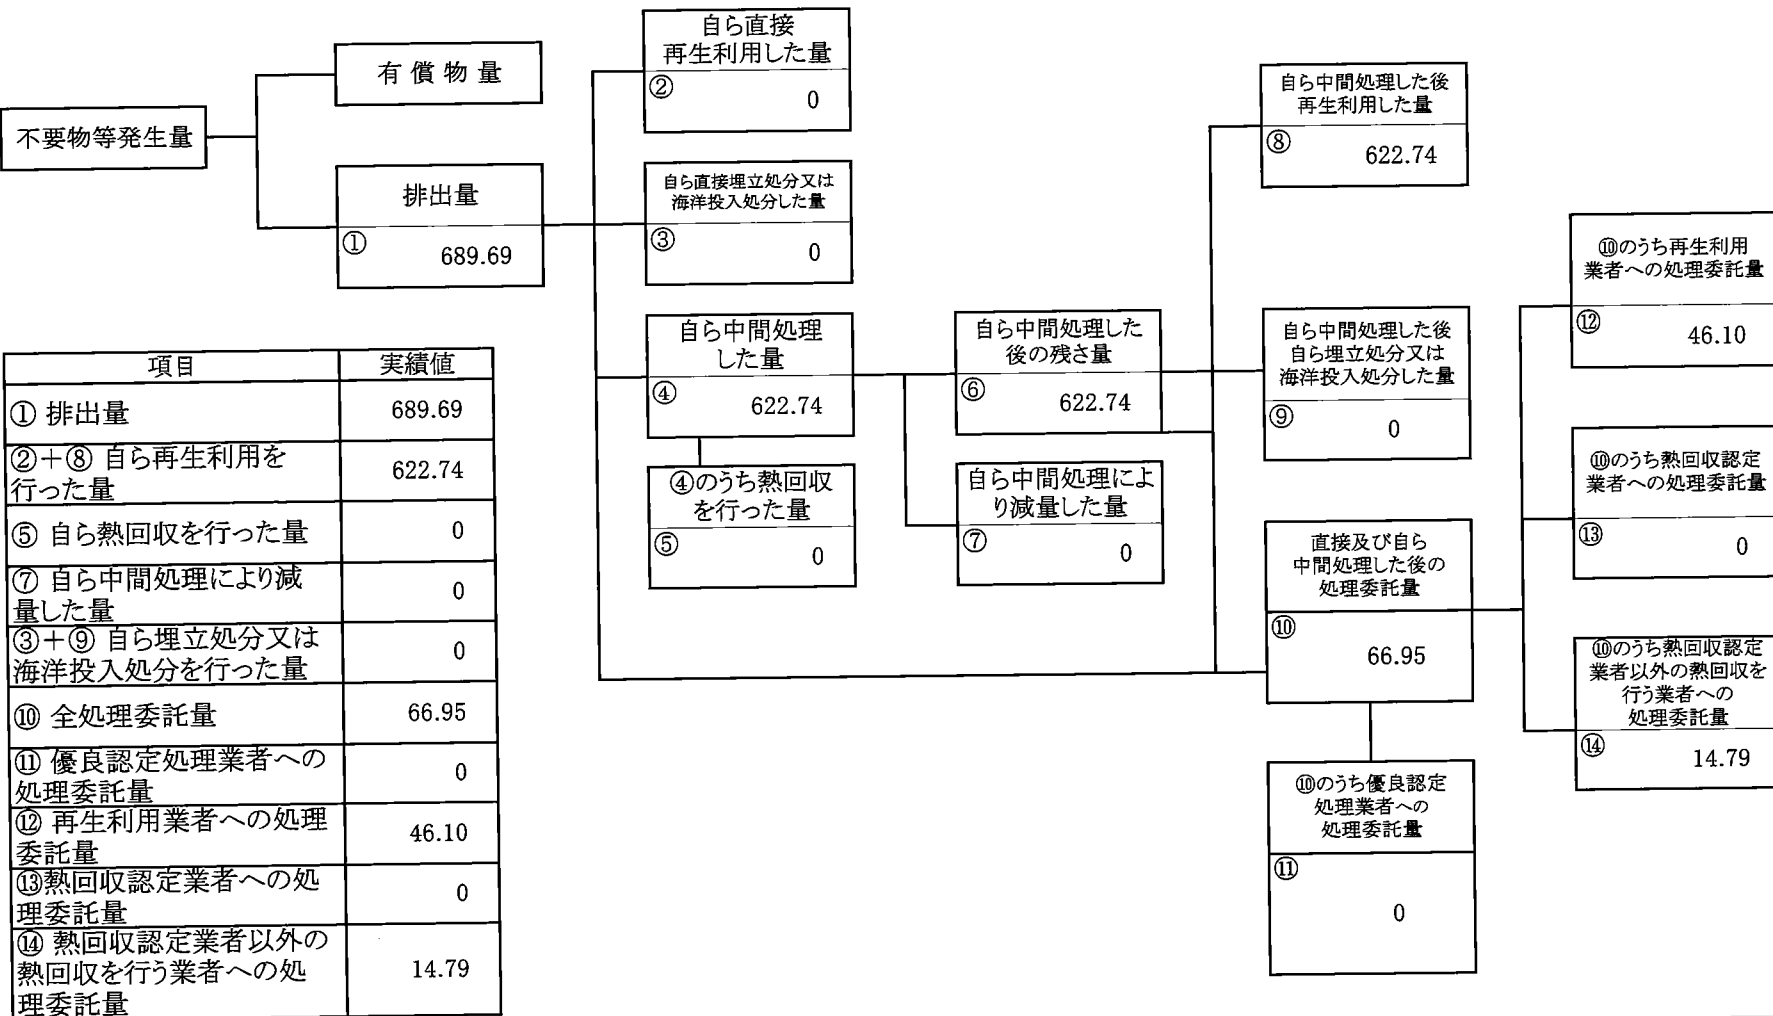 不要物等発生量
有償物量
排出量
①
689.69
自ら直接
再生利用した量
②
0
自ら直接埋立処分又は
海洋投入処分した量
③
0
自ら中間処理
した量
④
622.74
④のうち熱回収
を行った量
⑤
0
自ら中間処理した
後の残さ量
⑥
622.74
自ら中間処理によ
り減量した量
⑦
0
自ら中間処理した後
再生利用した量
⑧
622.74
自ら中間処理した後
自ら埋立処分又は
海洋投入処分した量
⑨
0
直接及び自ら
中間処理した後の
処理委託量
⑩
66.95
⑩のうち優良認定
処理業者への
処理委託量
⑪
0
⑩のうち再生利用
業者への処理委託量
⑫
46.10
⑩のうち熱回収認定
業者への処理委託量
⑬
0
⑩のうち熱回収認定
業者以外の熱回収を
行う業者への
処理委託量
⑭
14.79
項目 実績値
① 排出量 689.69
②+⑧ 自ら再生利用を
行った量 622.74
⑤ 自ら熱回収を行った量 0
⑦ 自ら中間処理により減
量した量 0
③+⑨ 自ら埋立処分又は
海洋投入処分を行った量 0
⑩ 全処理委託量 66.95
⑪ 優良認定処理業者への
処理委託量 0
⑫ 再生利用業者への処理
委託量 46.10
⑬熱回収認定業者への処
理委託量 0
⑭ 熱回収認定業者以外の
熱回収を行う業者への処
理委託量 14.79